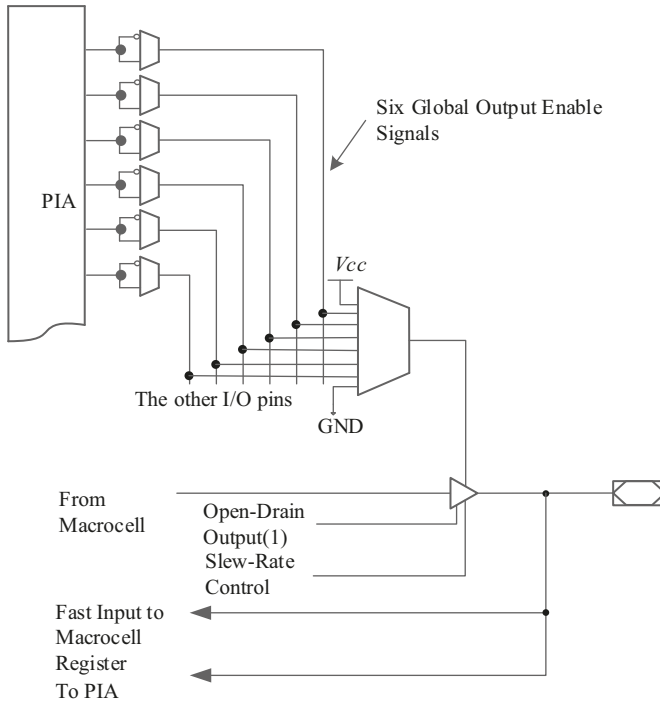 Six Global Output Enable
Signals
PIA
Vcc
The other I/O pins
GND
From
Macrocell
Open-Drain
Output(1)
Slew-Rate
Control
Fast Input to
Macrocell
Register
To PIA